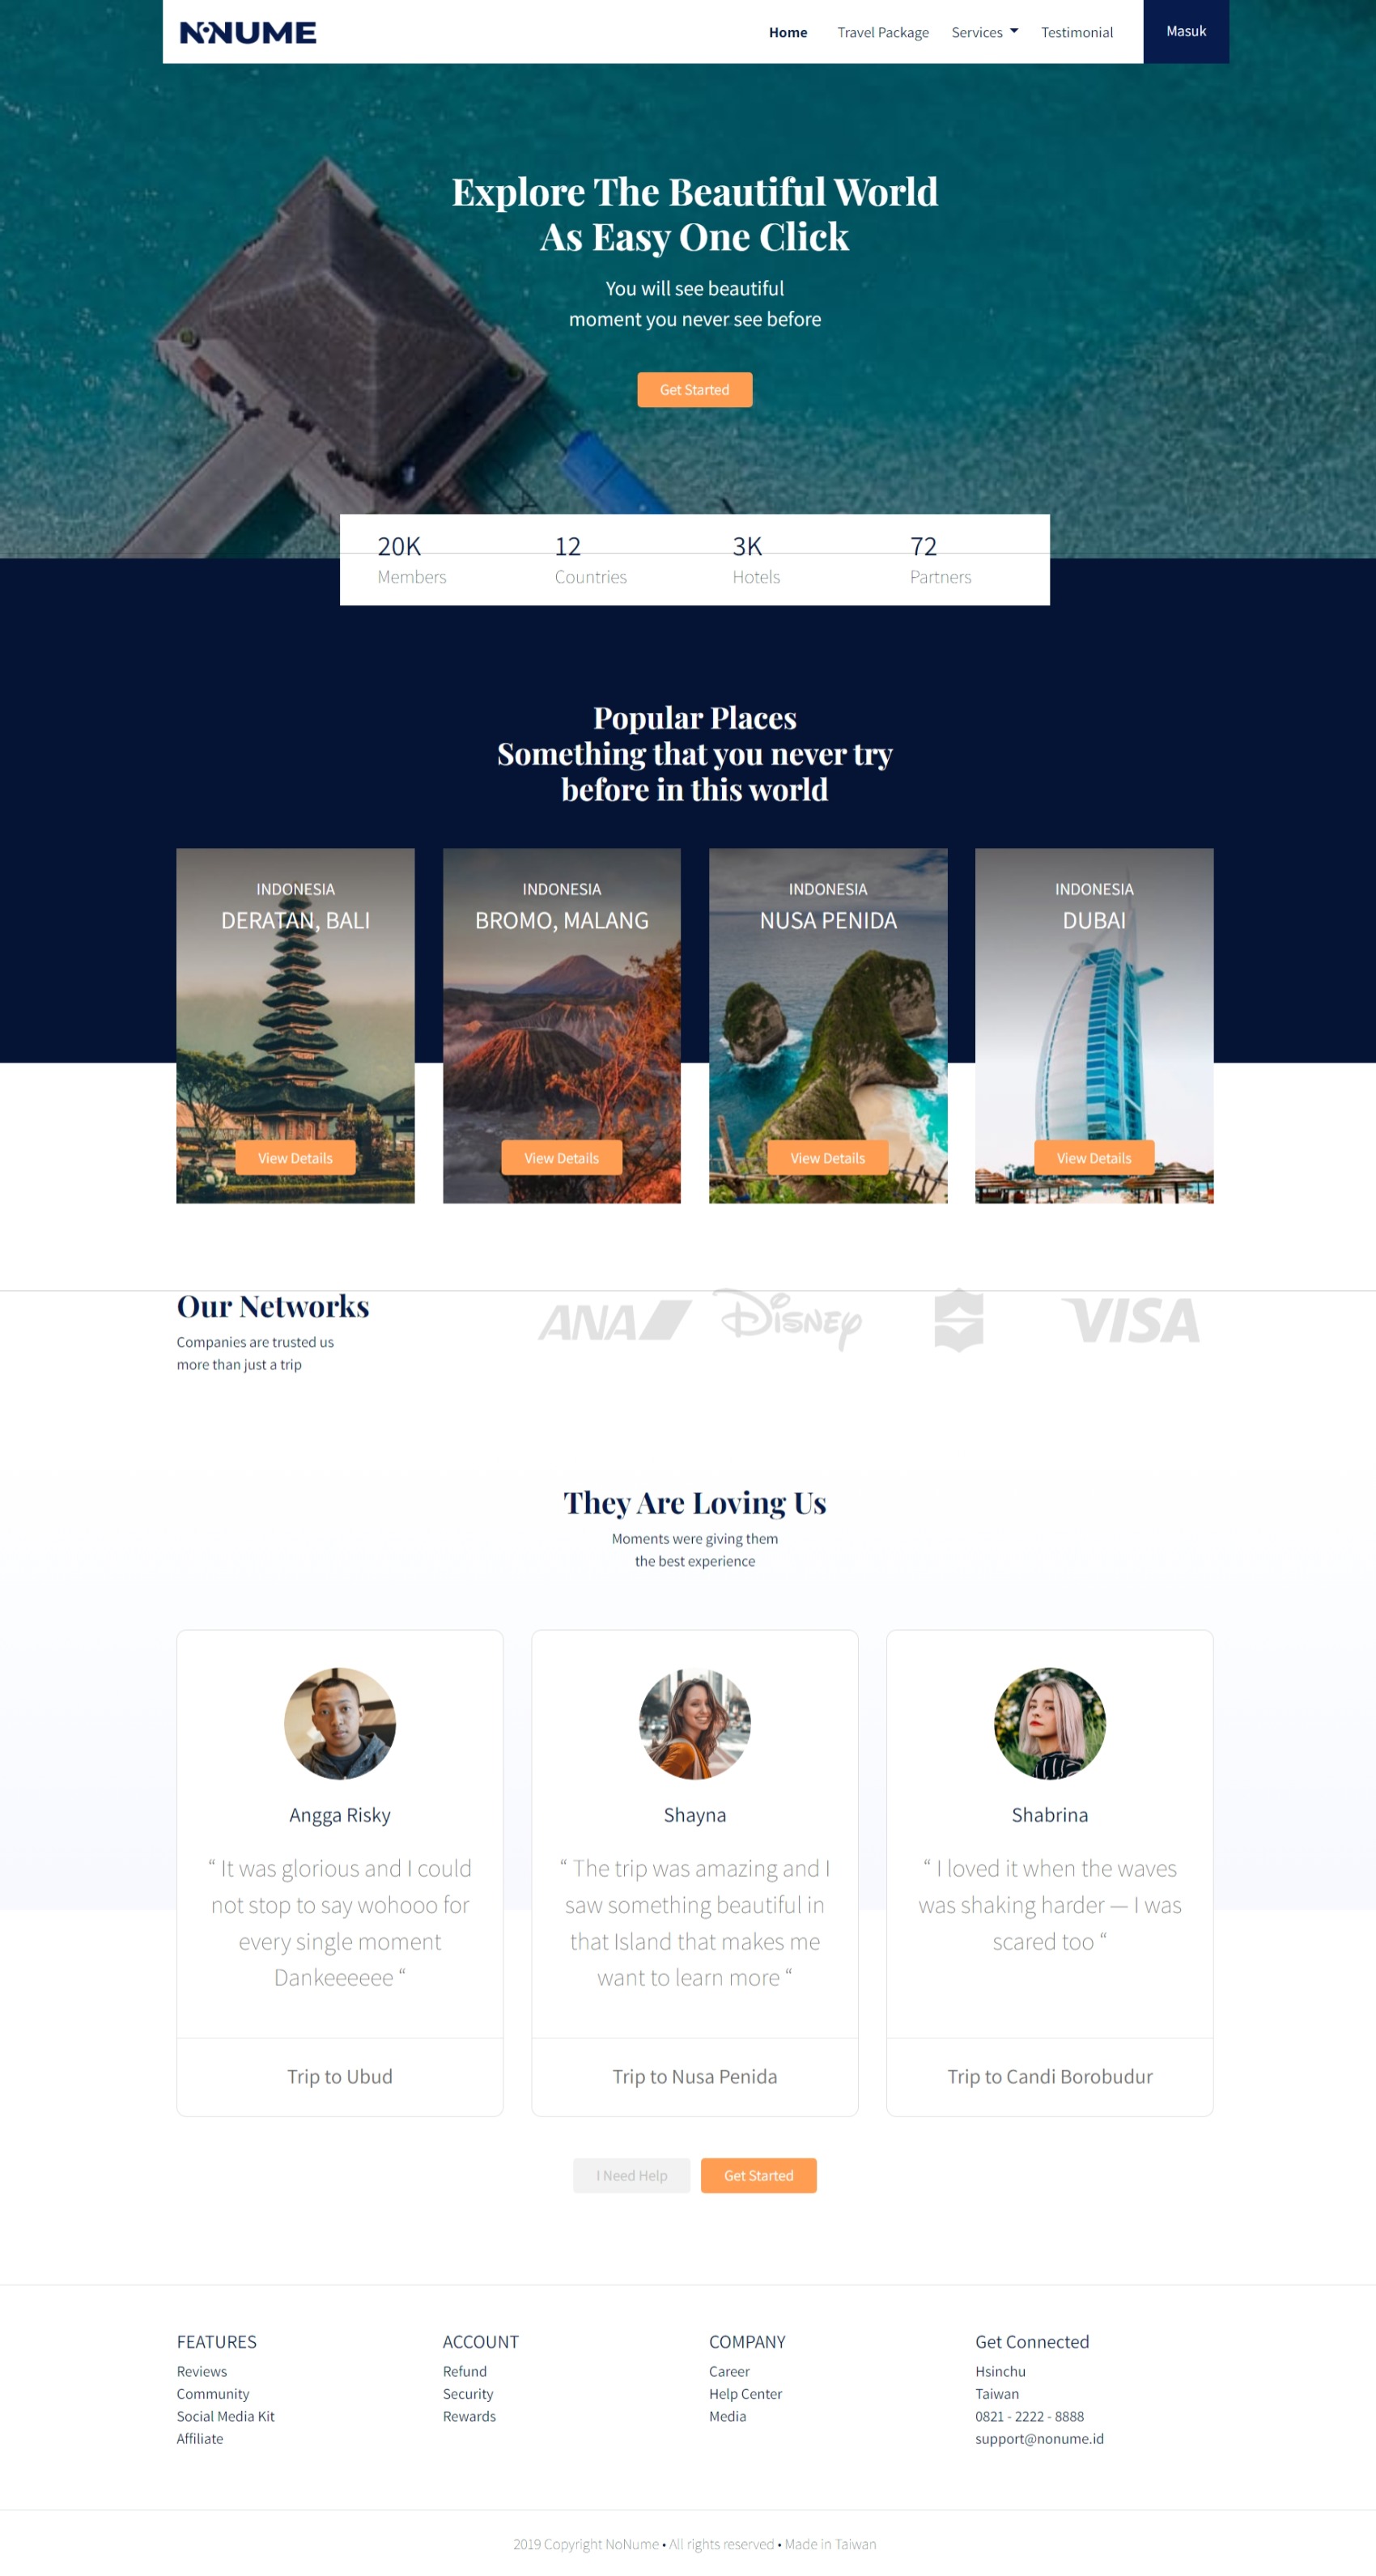 NONUME
Home Travel Package Services Testimonial Masuk
Explore The Beautiful World
As Easy One Click
You will see beautiful
moment you never see before
Get Started
20K 12 3K 72
Members Countries Hotels Partners
Popular Places
Something that you never try
before in this world
INDONESIA INDONESIA INDONESIA INDONESIA
DERATAN, BALI BROMO, MALANG NUSA PENIDA DUBAI
View Details View Details View Details View Details
Our Networks
Companies are trusted us
more than just a trip
ANA Disney VISA
They Are Loving Us
Moments were giving them
the best experience
Angga Risky
“ It was glorious and I could
not stop to say wohooo for
every single moment
Dankeeeeee “
Trip to Ubud
Shayna
“ The trip was amazing and I
saw something beautiful in
that Island that makes me
want to learn more “
Trip to Nusa Penida
Shabrina
“ I loved it when the waves
was shaking harder — I was
scared too “
Trip to Candi Borobudur
I Need Help Get Started
FEATURES
Reviews
Community
Social Media Kit
Affiliate
ACCOUNT
Refund
Security
Rewards
COMPANY
Career
Help Center
Media
Get Connected
Hsinchu
Taiwan
0821 - 2222 - 8888
support@nonume.id
2019 Copyright NoNume • All rights reserved • Made in Taiwan